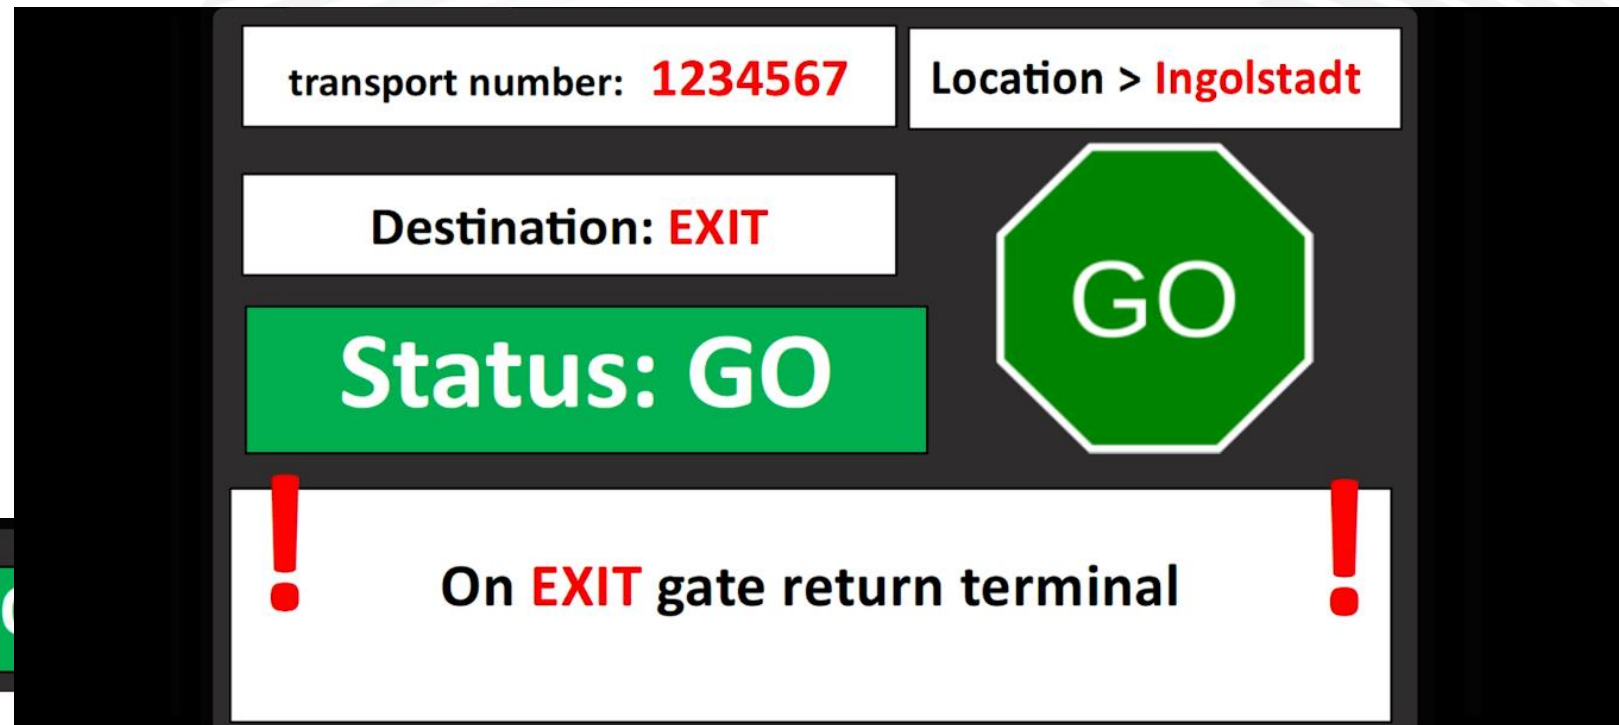 transport number: 1234567
Location > Ingolstadt
Destination: EXIT
GO
Status: GO
! On EXIT gate return terminal !